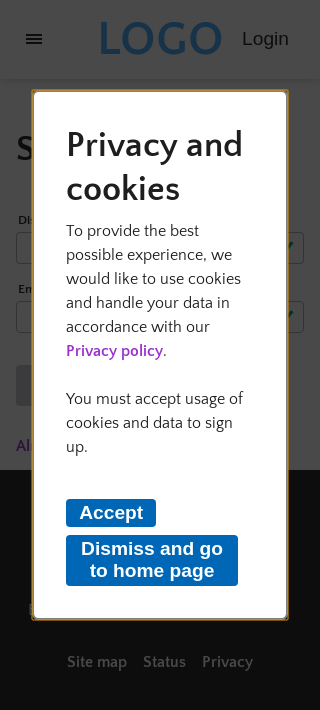 LOGO Login
Privacy and
cookies
To provide the best
possible experience, we
would like to use cookies
and handle your data in
accordance with our
Privacy policy.
You must accept usage of
cookies and data to sign
up.
Accept
Dismiss and go
to home page
Site map Status Privacy